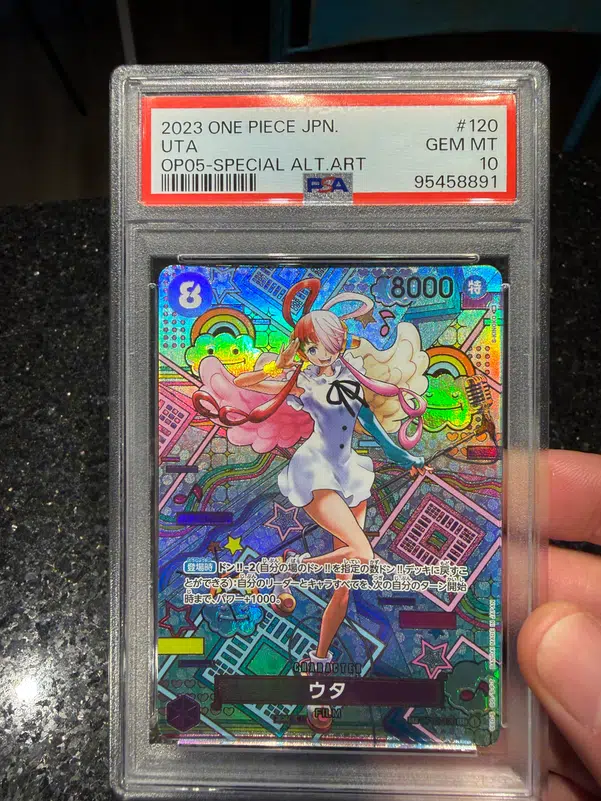 2023 ONE PIECE JPN.
#120
UTA
GEM MT
OP05-SPECIAL ALT.ART
10
PSA
95458891
8
8000
特
登場時 ドン!!-2(自分の場のドン!!を指定の数ドン!!デッキに戻すこ
とができる):自分のリーダーとキャラすべてを、次の自分のターン開始
時まで、パワー+1000。
CHARACTER
ウタ
FILM